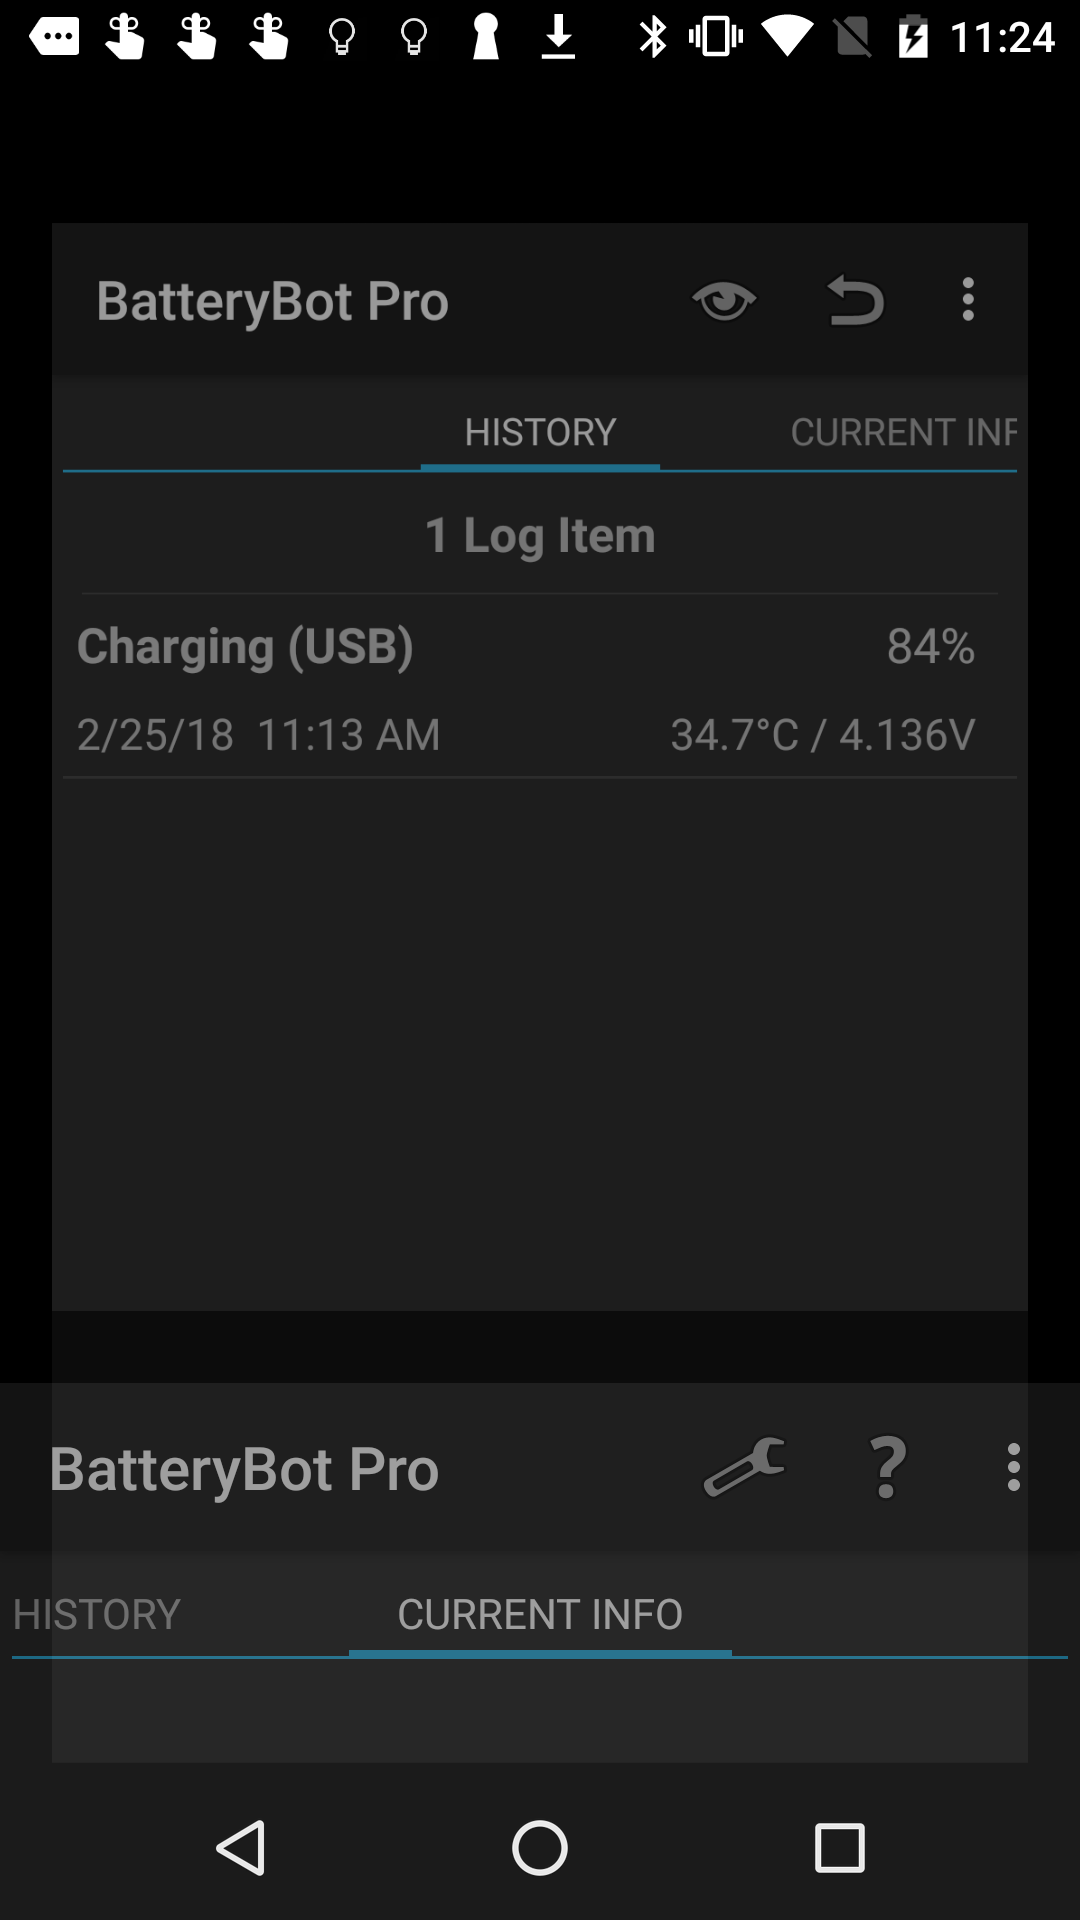 11:24
BatteryBot Pro
HISTORY CURRENT INF
1 Log Item
Charging (USB) 84%
2/25/18 11:13 AM 34.7°C / 4.136V
BatteryBot Pro ?
HISTORY CURRENT INFO